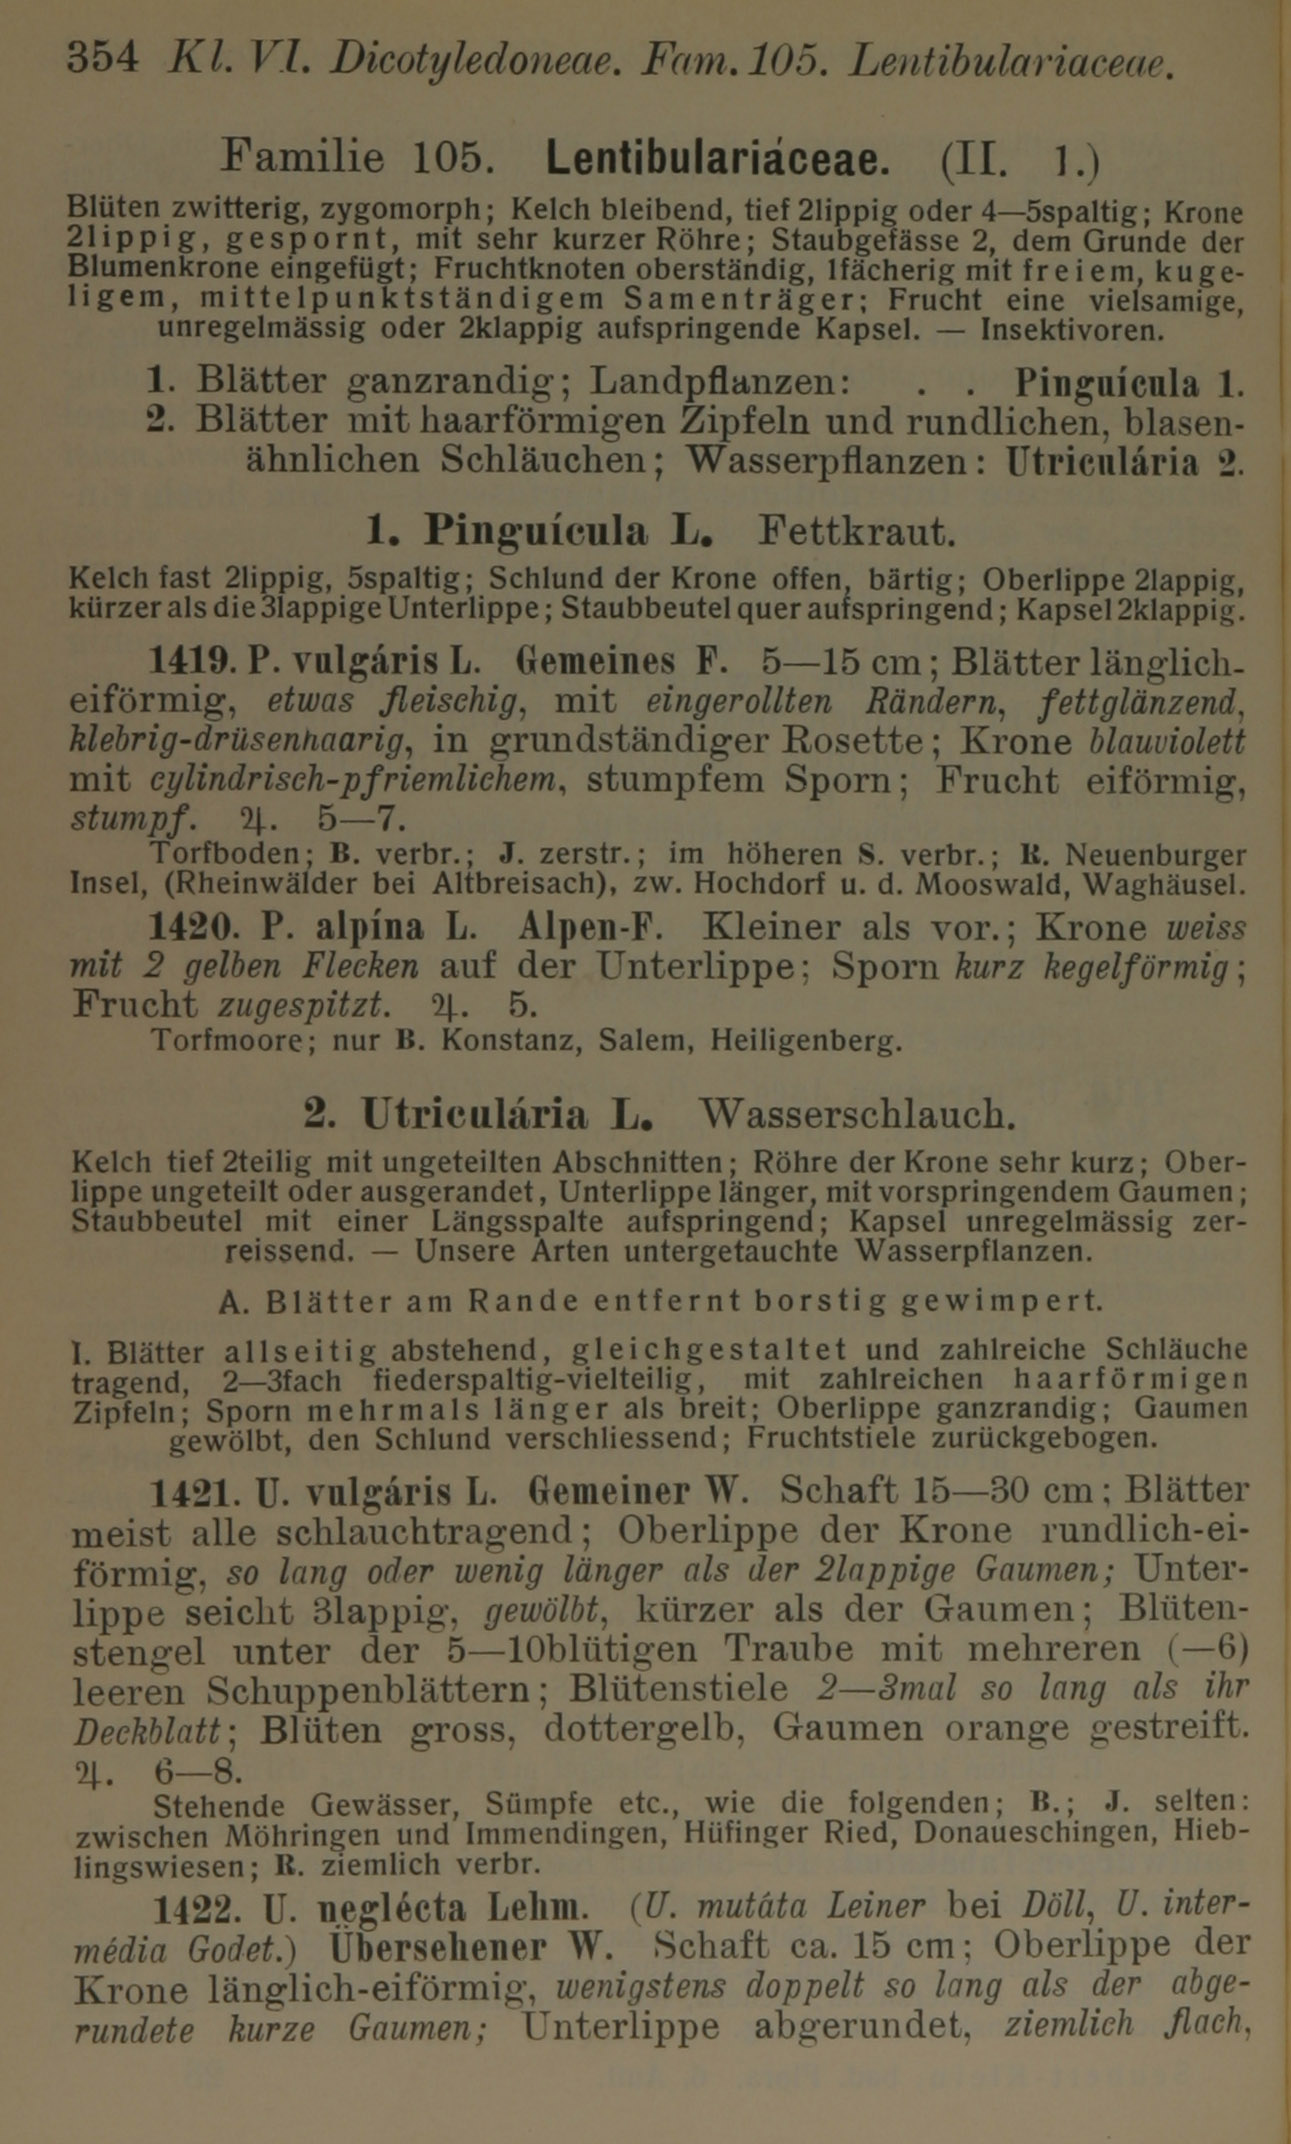 354 Kl. VI. Dicotyledoneae. Fam. 105. Lentibulariaceae.
Familie 105. Lentibulariáceae. (II. 1.)
Blüten zwitterig, zygomorph; Kelch bleibend, tief 2lippig oder 4—5spaltig; Krone
2lippig, gespornt, mit sehr kurzer Röhre; Staubgefässe 2, dem Grunde der
Blumenkrone eingefügt; Fruchtknoten oberständig, 1fächerig mit freiem, kuge-
ligem, mittelpunktständigem Samenträger; Frucht eine vielsamige,
unregelmässig oder 2klappig aufspringende Kapsel. — Insektivoren.
1. Blätter ganzrandig; Landpflanzen: . . Pinguícula 1.
2. Blätter mit haarförmigen Zipfeln und rundlichen, blasen-
ähnlichen Schläuchen; Wasserpflanzen: Utriculária 2.
1. Pinguícula L. Fettkraut.
Kelch fast 2lippig, 5spaltig; Schlund der Krone offen, bärtig; Oberlippe 2lappig,
kürzer als die 3lappige Unterlippe; Staubbeutel quer aufspringend; Kapsel 2klappig.
1419. P. vulgáris L. Gemeines F. 5—15 cm; Blätter länglich-
eiförmig, etwas fleischig, mit eingerollten Rändern, fettglänzend,
klebrig-drüsenhaarig, in grundständiger Rosette; Krone blauviolett
mit cylindrisch-pfriemlichem, stumpfem Sporn; Frucht eiförmig,
stumpf. ♃. 5—7.
Torfboden; B. verbr.; J. zerstr.; im höheren S. verbr.; R. Neuenburger
Insel, (Rheinwälder bei Altbreisach), zw. Hochdorf u. d. Mooswald, Waghäusel.
1420. P. alpína L. Alpen-F. Kleiner als vor.; Krone weiss
mit 2 gelben Flecken auf der Unterlippe; Sporn kurz kegelförmig;
Frucht zugespitzt. ♃. 5.
Torfmoore; nur B. Konstanz, Salem, Heiligenberg.
2. Utriculária L. Wasserschlauch.
Kelch tief 2teilig mit ungeteilten Abschnitten; Röhre der Krone sehr kurz; Ober-
lippe ungeteilt oder ausgerandet, Unterlippe länger, mit vorspringendem Gaumen;
Staubbeutel mit einer Längsspalte aufspringend; Kapsel unregelmässig zer-
reissend. — Unsere Arten untergetauchte Wasserpflanzen.
A. Blätter am Rande entfernt borstig gewimpert.
I. Blätter allseitig abstehend, gleichgestaltet und zahlreiche Schläuche
tragend, 2—3fach fiederspaltig-vielteilig, mit zahlreichen haarförmigen
Zipfeln; Sporn mehrmals länger als breit; Oberlippe ganzrandig; Gaumen
gewölbt, den Schlund verschliessend; Fruchtstiele zurückgebogen.
1421. U. vulgáris L. Gemeiner W. Schaft 15—30 cm; Blätter
meist alle schlauchtragend; Oberlippe der Krone rundlich-ei-
förmig, so lang oder wenig länger als der 2lappige Gaumen; Unter-
lippe seicht 3lappig, gewölbt, kürzer als der Gaumen; Blüten-
stengel unter der 5—10blütigen Traube mit mehreren (—6)
leeren Schuppenblättern; Blütenstiele 2—3mal so lang als ihr
Deckblatt; Blüten gross, dottergelb, Gaumen orange gestreift.
♃. 6—8.
Stehende Gewässer, Sümpfe etc., wie die folgenden; B.; J. selten:
zwischen Möhringen und Immendingen, Hüfinger Ried, Donaueschingen, Hieb-
lingswiesen; R. ziemlich verbr.
1422. U. neglécta Lehm. (U. mutáta Leiner bei Döll, U. inter-
média Godet.) Übersehener W. Schaft ca. 15 cm; Oberlippe der
Krone länglich-eiförmig, wenigstens doppelt so lang als der abge-
rundete kurze Gaumen; Unterlippe abgerundet, ziemlich flach,